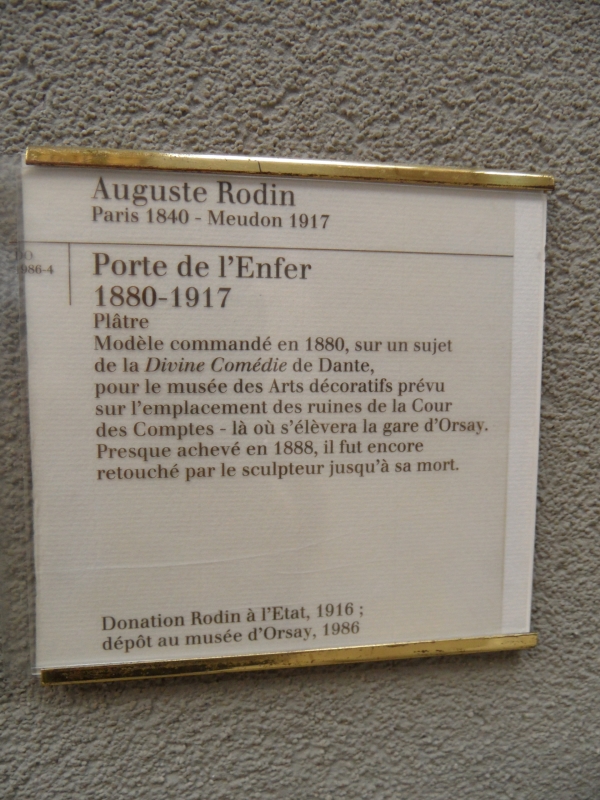 Auguste Rodin
Paris 1840 - Meudon 1917
DO
1986-4
Porte de l'Enfer
1880-1917
Plâtre
Modèle commandé en 1880, sur un sujet
de la Divine Comédie de Dante,
pour le musée des Arts décoratifs prévu
sur l'emplacement des ruines de la Cour
des Comptes - là où s'élèvera la gare d'Orsay.
Presque achevé en 1888, il fut encore
retouché par le sculpteur jusqu'à sa mort.
Donation Rodin à l'Etat, 1916 ;
dépôt au musée d'Orsay, 1986